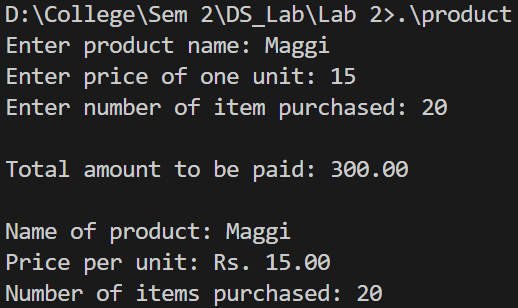 D:\College\Sem 2\DS_Lab\Lab 2>.\product
Enter product name: Maggi
Enter price of one unit: 15
Enter number of item purchased: 20
Total amount to be paid: 300.00
Name of product: Maggi
Price per unit: Rs. 15.00
Number of items purchased: 20